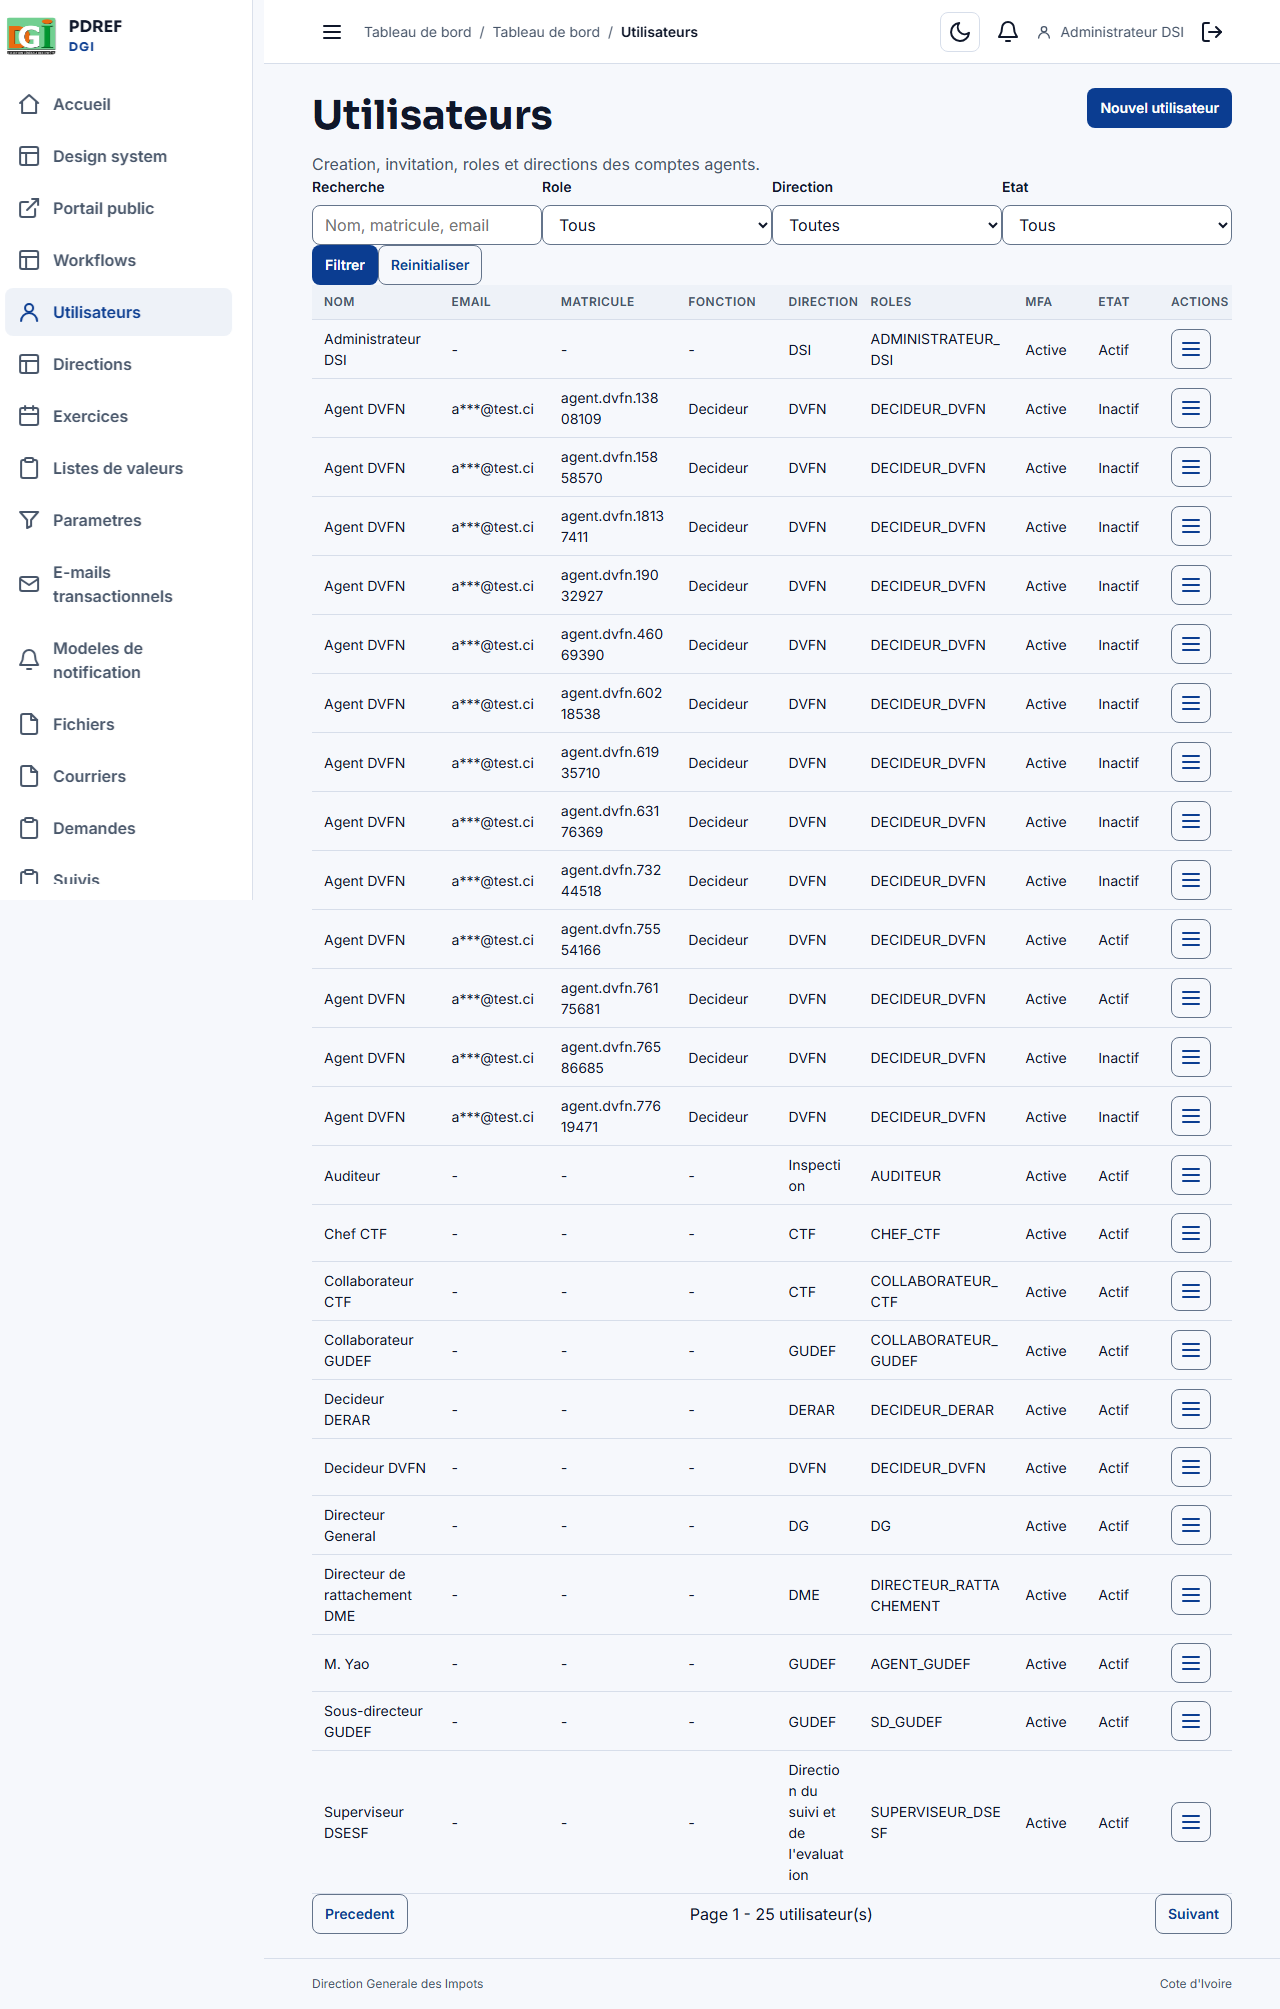 DGI
PDREF
DGI
Accueil
Design system
Portail public
Workflows
Utilisateurs
Directions
Exercices
Listes de valeurs
Parametres
E-mails
transactionnels
Modeles de
notification
Fichiers
Courriers
Demandes
Suivis
Tableau de bord / Tableau de bord / Utilisateurs
Administrateur DSI
Utilisateurs
Nouvel utilisateur
Creation, invitation, roles et directions des comptes agents.
Recherche Role Direction Etat
Nom, matricule, email Tous Toutes Tous
Filtrer Reinitialiser
NOM EMAIL MATRICULE FONCTION DIRECTION ROLES MFA ETAT ACTIONS
Administrateur DSI - - - DSI ADMINISTRATEUR_DSI Active Actif
Agent DVFN a***@test.ci agent.dvfn.13808109 Decideur DVFN DECIDEUR_DVFN Active Inactif
Agent DVFN a***@test.ci agent.dvfn.15858570 Decideur DVFN DECIDEUR_DVFN Active Inactif
Agent DVFN a***@test.ci agent.dvfn.18137411 Decideur DVFN DECIDEUR_DVFN Active Inactif
Agent DVFN a***@test.ci agent.dvfn.19032927 Decideur DVFN DECIDEUR_DVFN Active Inactif
Agent DVFN a***@test.ci agent.dvfn.46069390 Decideur DVFN DECIDEUR_DVFN Active Inactif
Agent DVFN a***@test.ci agent.dvfn.60218538 Decideur DVFN DECIDEUR_DVFN Active Inactif
Agent DVFN a***@test.ci agent.dvfn.61935710 Decideur DVFN DECIDEUR_DVFN Active Inactif
Agent DVFN a***@test.ci agent.dvfn.63176369 Decideur DVFN DECIDEUR_DVFN Active Inactif
Agent DVFN a***@test.ci agent.dvfn.73244518 Decideur DVFN DECIDEUR_DVFN Active Inactif
Agent DVFN a***@test.ci agent.dvfn.75554166 Decideur DVFN DECIDEUR_DVFN Active Actif
Agent DVFN a***@test.ci agent.dvfn.76175681 Decideur DVFN DECIDEUR_DVFN Active Actif
Agent DVFN a***@test.ci agent.dvfn.76586685 Decideur DVFN DECIDEUR_DVFN Active Inactif
Agent DVFN a***@test.ci agent.dvfn.77619471 Decideur DVFN DECIDEUR_DVFN Active Inactif
Auditeur - - - Inspection AUDITEUR Active Actif
Chef CTF - - - CTF CHEF_CTF Active Actif
Collaborateur CTF - - - CTF COLLABORATEUR_CTF Active Actif
Collaborateur GUDEF - - - GUDEF COLLABORATEUR_GUDEF Active Actif
Decideur DERAR - - - DERAR DECIDEUR_DERAR Active Actif
Decideur DVFN - - - DVFN DECIDEUR_DVFN Active Actif
Directeur General - - - DG DG Active Actif
Directeur de rattachement DME - - - DME DIRECTEUR_RATTACHEMENT Active Actif
M. Yao - - - GUDEF AGENT_GUDEF Active Actif
Sous-directeur GUDEF - - - GUDEF SD_GUDEF Active Actif
Superviseur DSESF - - - Direction du suivi et de l'evaluation SUPERVISEUR_DSESF Active Actif
Precedent Page 1 - 25 utilisateur(s) Suivant
Direction Generale des Impots Cote d'Ivoire